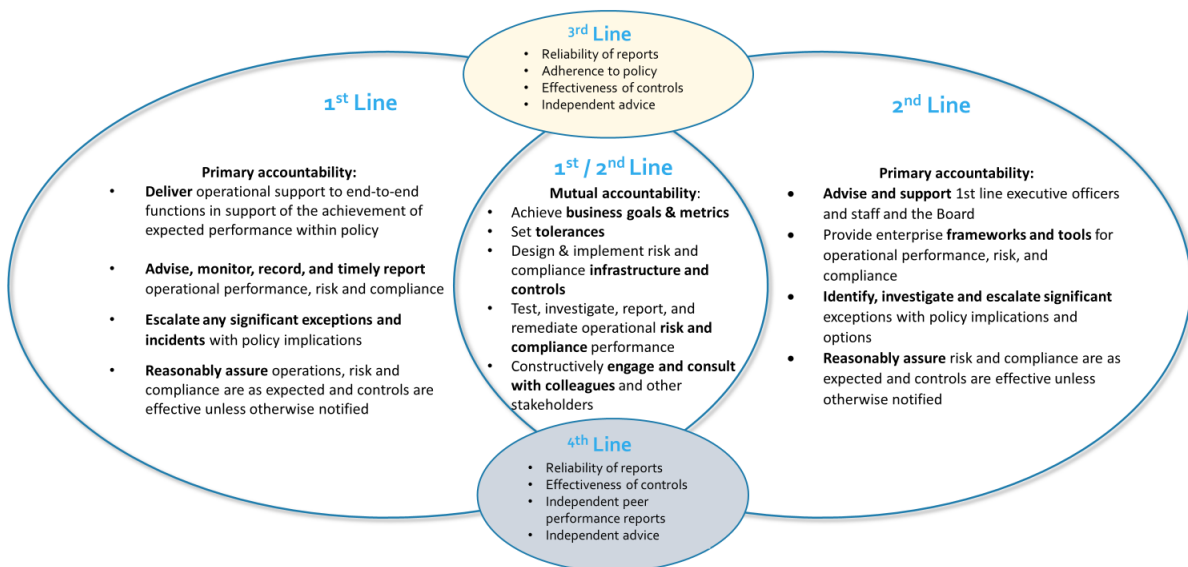 3rd Line
• Reliability of reports
• Adherence to policy
• Effectiveness of controls
• Independent advice
1st Line
Primary accountability:
• Deliver operational support to end-to-end
functions in support of the achievement of
expected performance within policy
• Advise, monitor, record, and timely report
operational performance, risk and compliance
• Escalate any significant exceptions and
incidents with policy implications
• Reasonably assure operations, risk and
compliance are as expected and controls are
effective unless otherwise notified
1st / 2nd Line
Mutual accountability:
• Achieve business goals & metrics
• Set tolerances
• Design & implement risk and
compliance infrastructure and
controls
• Test, investigate, report, and
remediate operational risk and
compliance performance
• Constructively engage and consult
with colleagues and other
stakeholders
2nd Line
Primary accountability:
• Advise and support 1st line executive officers
and staff and the Board
• Provide enterprise frameworks and tools for
operational performance, risk, and
compliance
• Identify, investigate and escalate significant
exceptions with policy implications and
options
• Reasonably assure risk and compliance are as
expected and controls are effective unless
otherwise notified
4th Line
• Reliability of reports
• Effectiveness of controls
• Independent peer
performance reports
• Independent advice